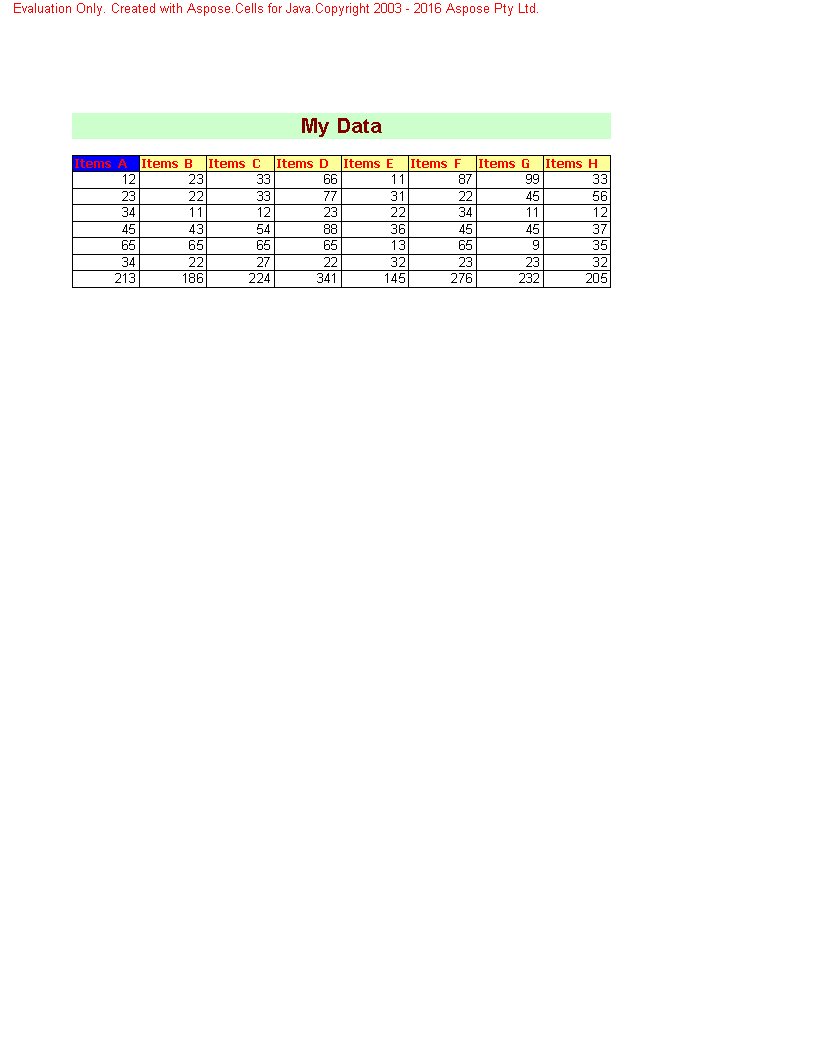 Evaluation Only. Created with Aspose.Cells for Java.Copyright 2003 - 2016 Aspose Pty Ltd.
My Data
Items A Items B Items C Items D Items E Items F Items G Items H
12 23 33 66 11 87 99 33
23 22 33 77 31 22 45 56
34 11 12 23 22 34 11 12
45 43 54 88 36 45 45 37
65 65 65 65 13 65 9 35
34 22 27 22 32 23 23 32
213 186 224 341 145 276 232 205